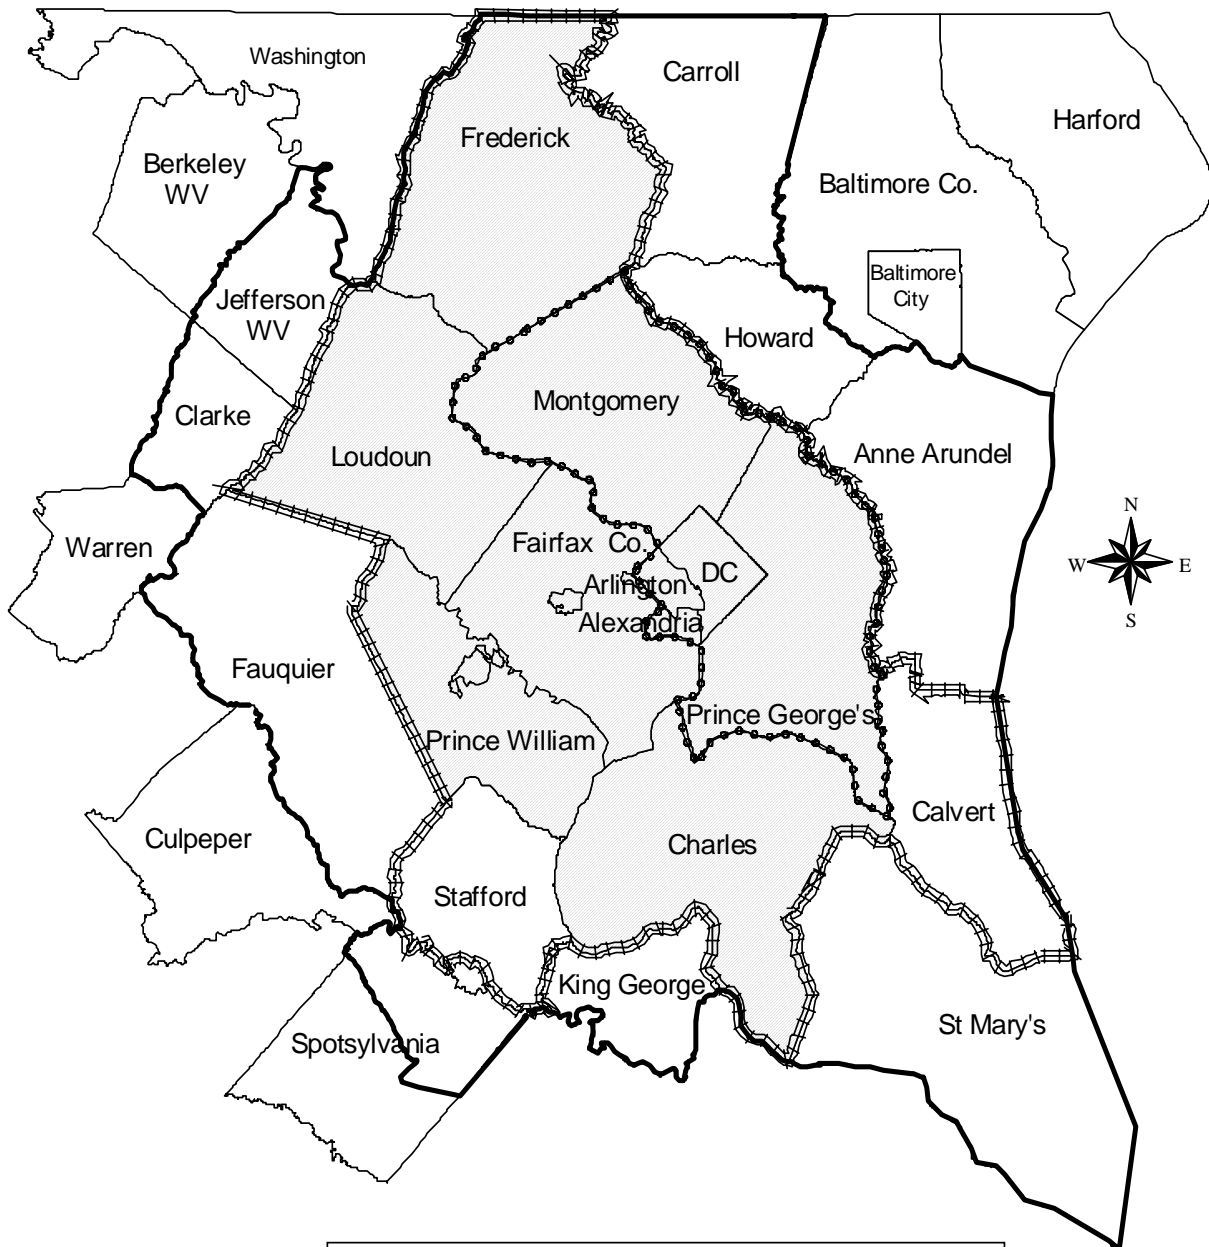 Washington
Carroll
Harford
Frederick
Berkeley
WV
Baltimore Co.
Baltimore
City
Jefferson
WV
Howard
Montgomery
Clarke
Loudoun
Anne Arundel
N
Warren
Fairfax Co.
W
E
DC
Arlington
Alexandria
S
Fauquier
Prince George's
Prince William
Calvert
Culpeper
Charles
Stafford
King George
St Mary's
Spotsylvania